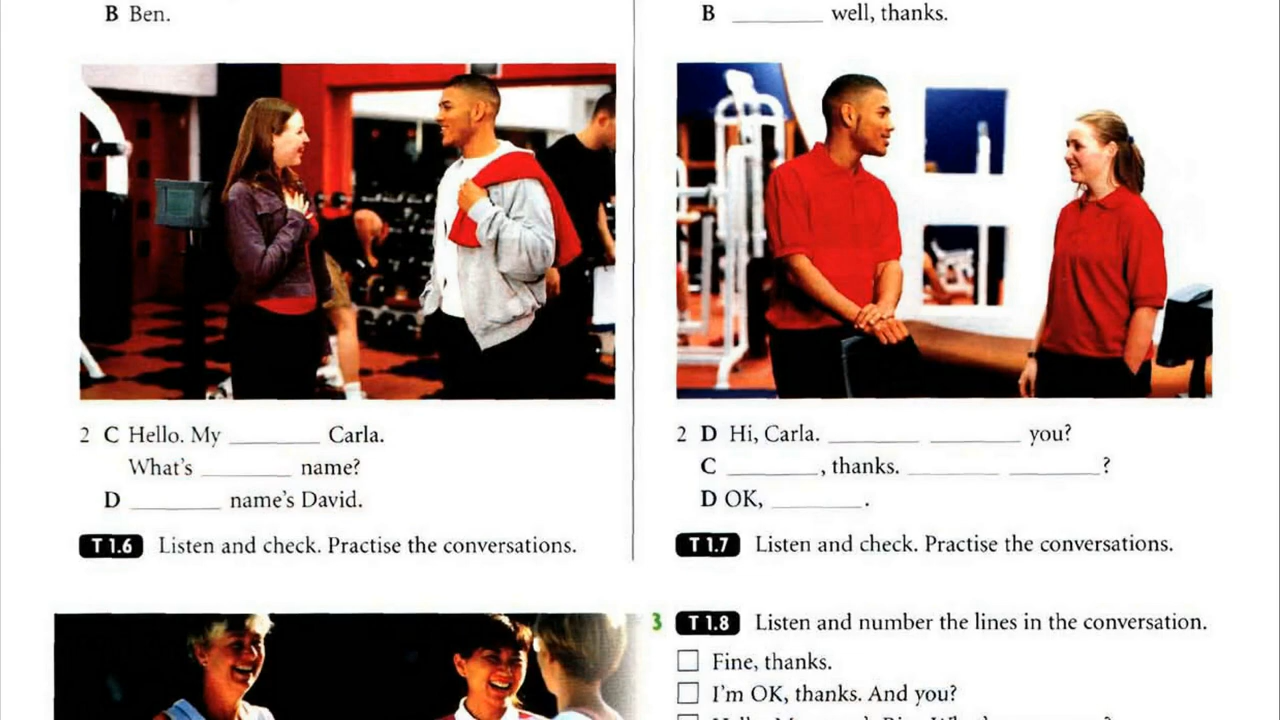 B Ben.
2 C Hello. My ________ Carla.
What's ________ name?
D ________ name's David.
T 1.6 Listen and check. Practise the conversations.
B ________ well, thanks.
2 D Hi, Carla. ________ ________ you?
C ________, thanks. ________ ________?
D OK, ________.
T 1.7 Listen and check. Practise the conversations.
3 T 1.8 Listen and number the lines in the conversation.
Fine, thanks.
I'm OK, thanks. And you?